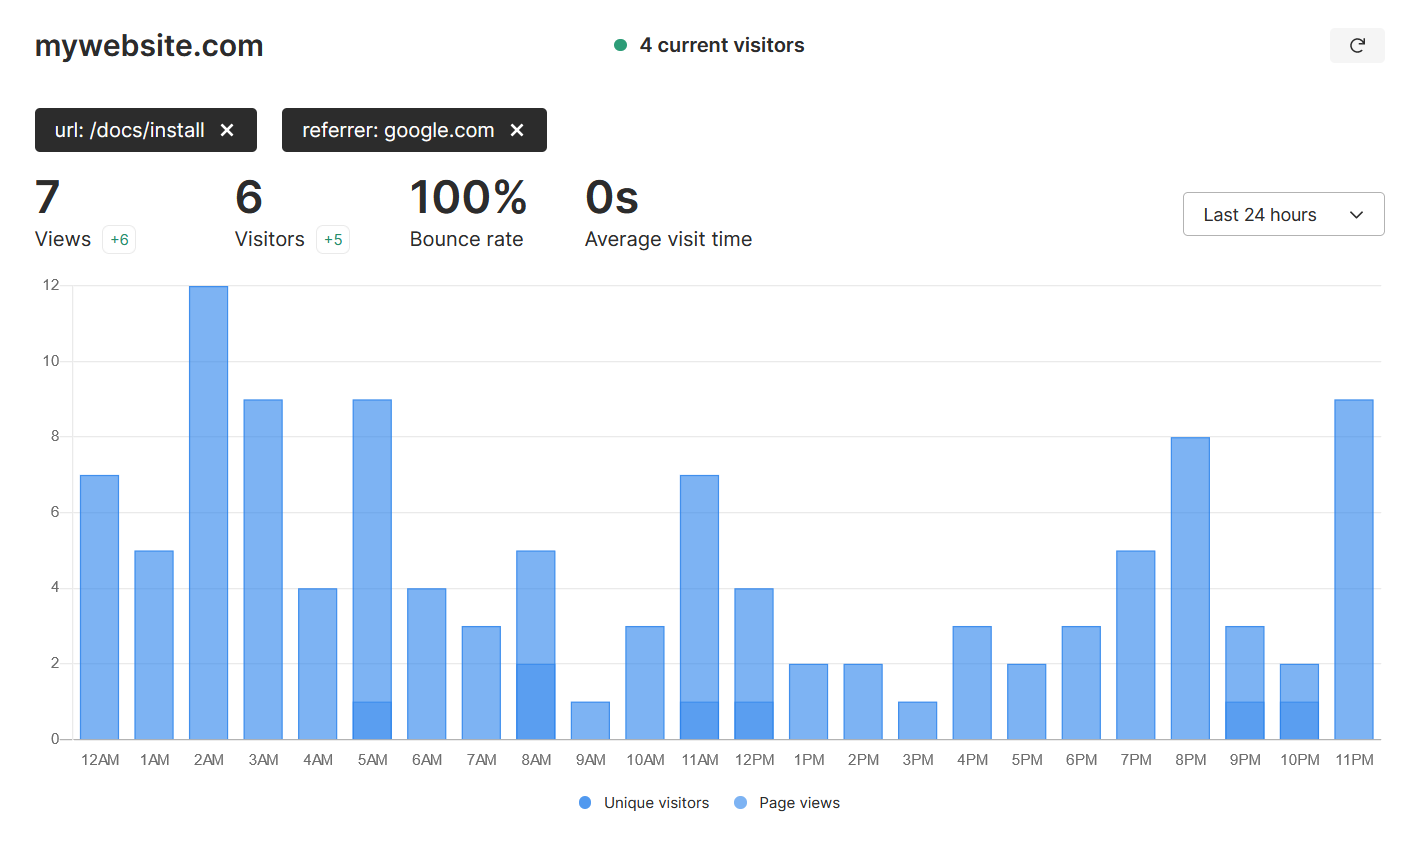 mywebsite.com
4 current visitors
url: /docs/install
referrer: google.com
7
6
100%
0s
Views +6
Visitors +5
Bounce rate
Average visit time
Last 24 hours
12
10
8
6
4
2
0
12AM 1AM 2AM 3AM 4AM 5AM 6AM 7AM 8AM 9AM 10AM 11AM 12PM 1PM 2PM 3PM 4PM 5PM 6PM 7PM 8PM 9PM 10PM 11PM
Unique visitors Page views